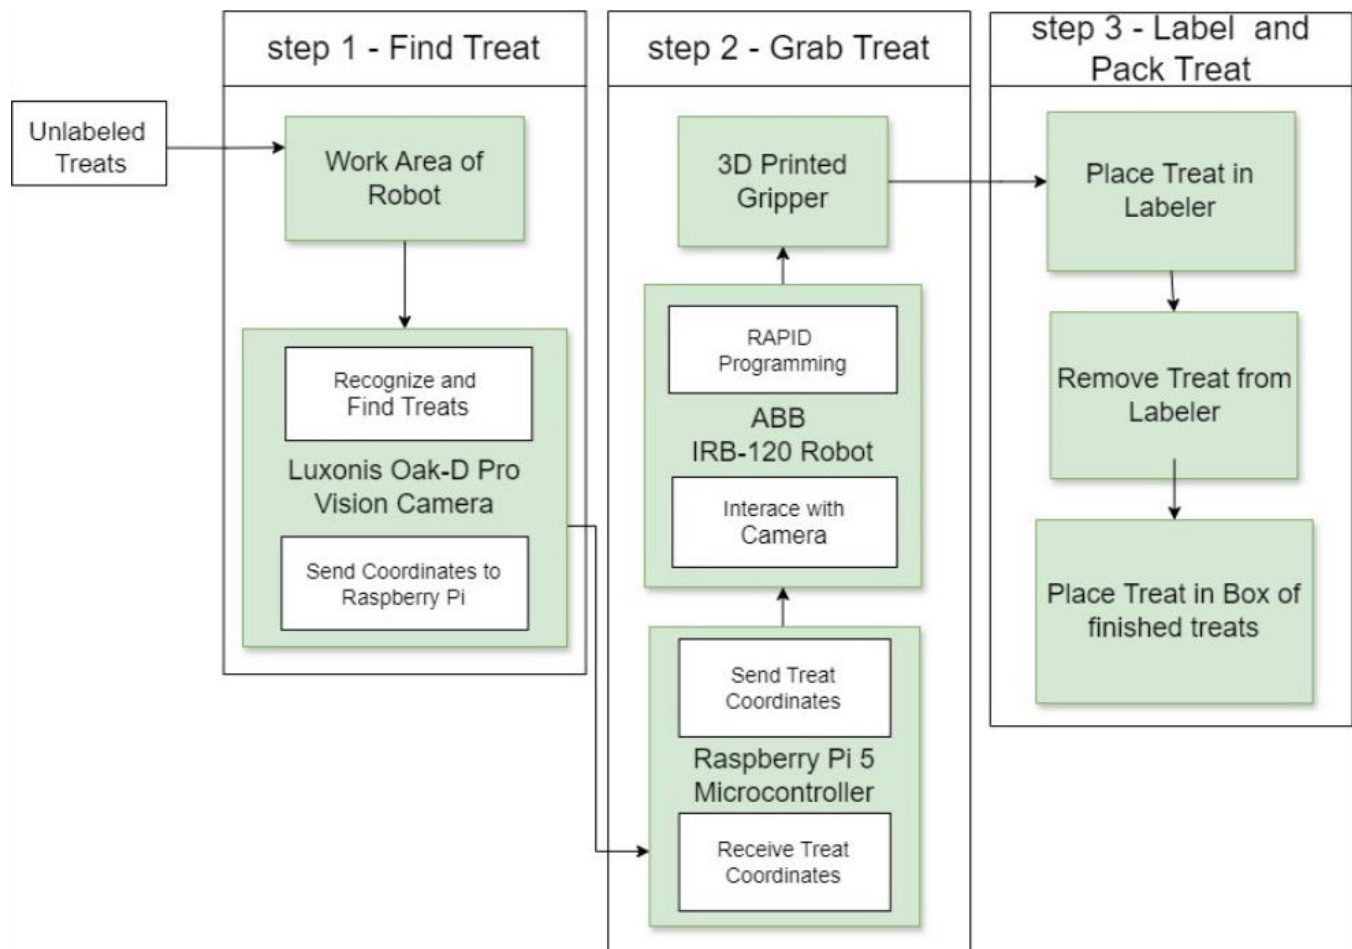 step 1 - Find Treat
step 2 - Grab Treat
step 3 - Label and
Pack Treat
Unlabeled
Treats
Work Area of
Robot
Recognize and
Find Treats
Luxonis Oak-D Pro
Vision Camera
Send Coordinates to
Raspberry Pi
3D Printed
Gripper
RAPID
Programming
ABB
IRB-120 Robot
Interace with
Camera
Send Treat
Coordinates
Raspberry Pi 5
Microcontroller
Receive Treat
Coordinates
Place Treat in
Labeler
Remove Treat from
Labeler
Place Treat in Box of
finished treats